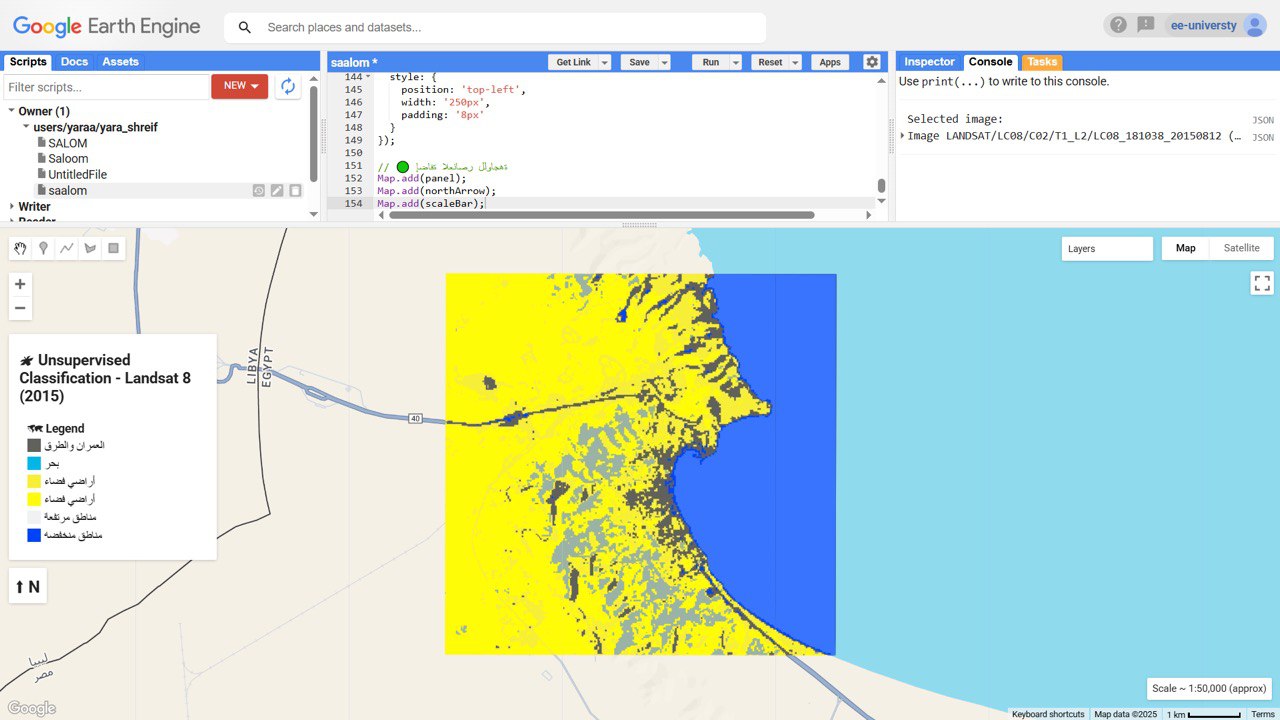 Google Earth Engine
Search places and datasets...
ee-universty
Scripts Docs Assets
Filter scripts...
NEW
Owner (1)
users/yaraa/yara_shreif
SALOM
Saloom
UntitledFile
saalom
Writer
Reader
saalom *
Get Link Save Run Reset Apps
144 style: {
145 position: 'top-left',
146 width: '250px',
147 padding: '8px'
148 }
149 });
150
151 // إضافة العناصر للواجهة
152 Map.add(panel);
153 Map.add(northArrow);
154 Map.add(scaleBar);
Inspector Console Tasks
Use print(...) to write to this console.
Selected image:
JSON
Image LANDSAT/LC08/C02/T1_L2/LC08_181038_20150812 (…
JSON
Layers
Map Satellite
+
−
LIBYA
EGYPT
40
Unsupervised
Classification - Landsat 8
(2015)
Legend
العمران والطرق
بحر
أراضي فضاء
أراضي فضاء
مناطق مرتفعة
مناطق منخفضه
N
ليبيا
مصر
Google
Scale ~ 1:50,000 (approx)
Keyboard shortcuts Map data ©2025 1 km Terms